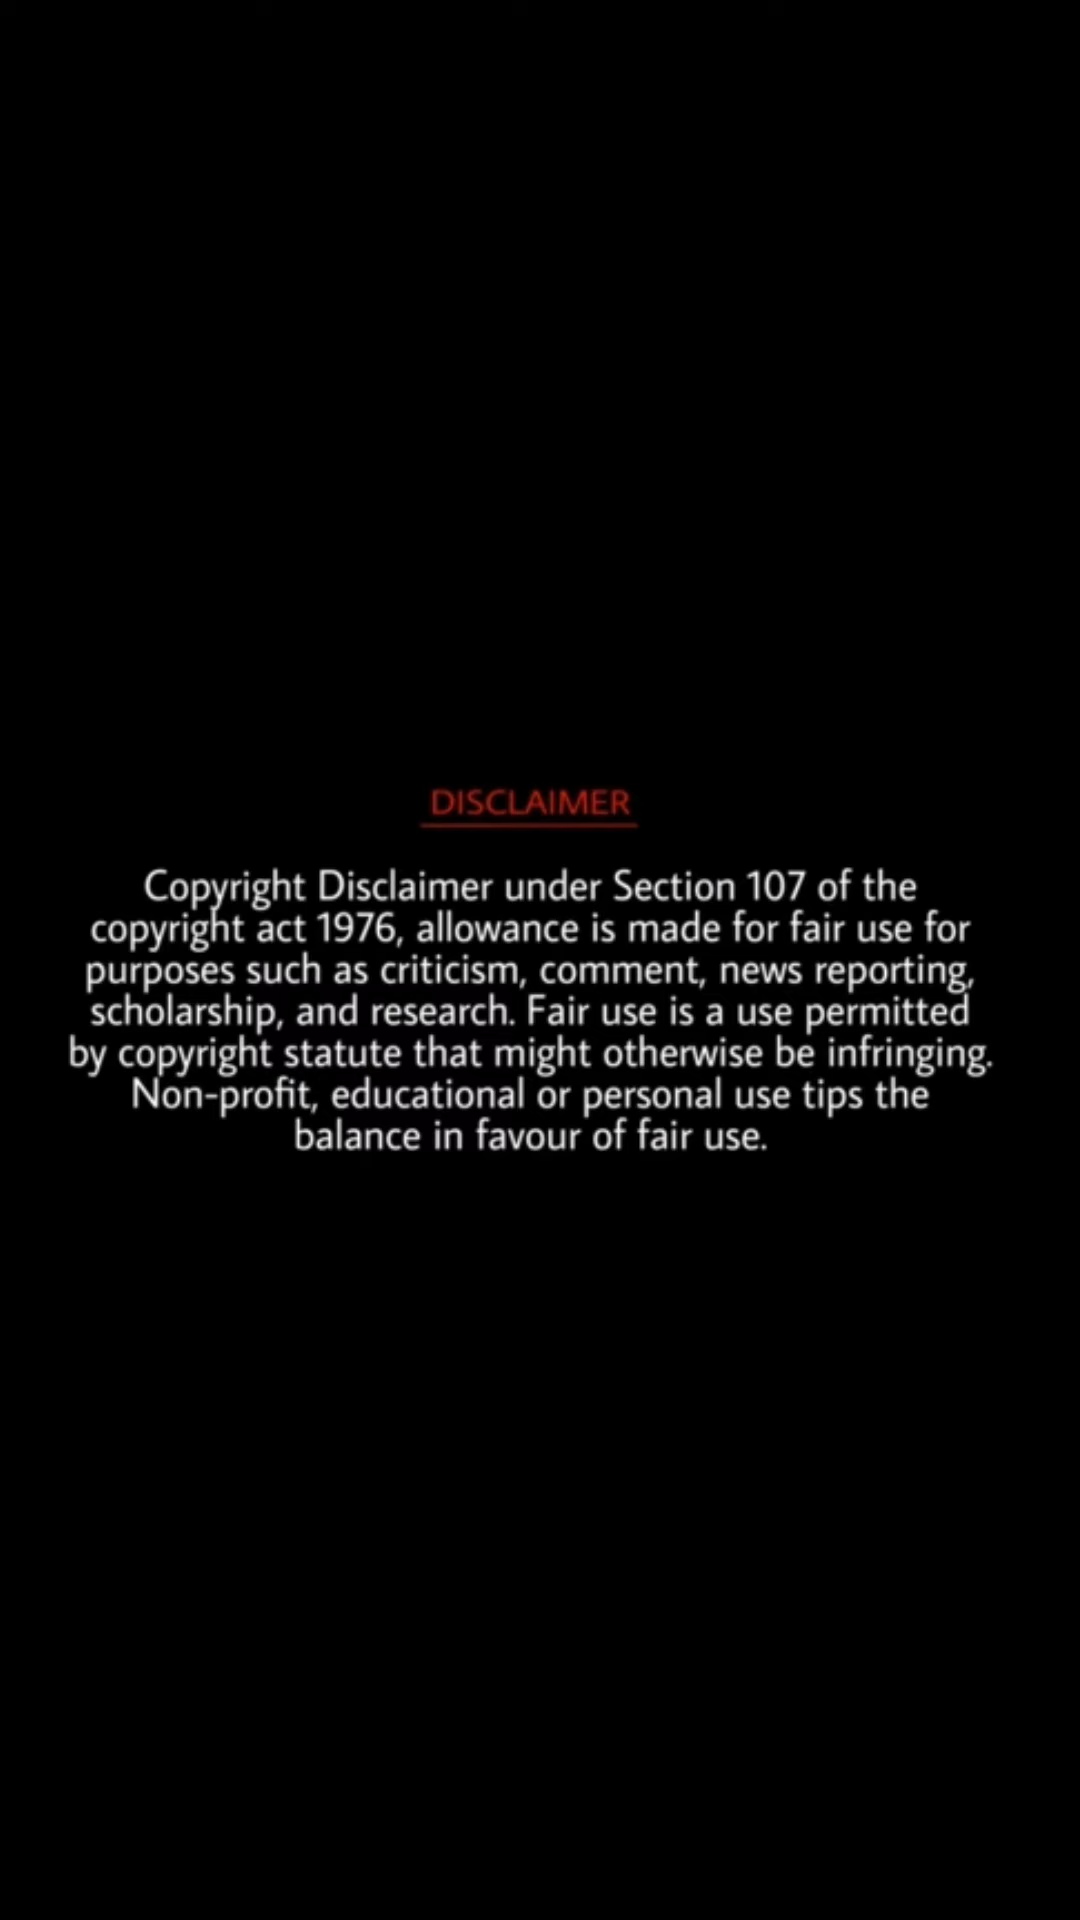 DISCLAIMER
Copyright Disclaimer under Section 107 of the
copyright act 1976, allowance is made for fair use for
purposes such as criticism, comment, news reporting,
scholarship, and research. Fair use is a use permitted
by copyright statute that might otherwise be infringing.
Non-profit, educational or personal use tips the
balance in favour of fair use.